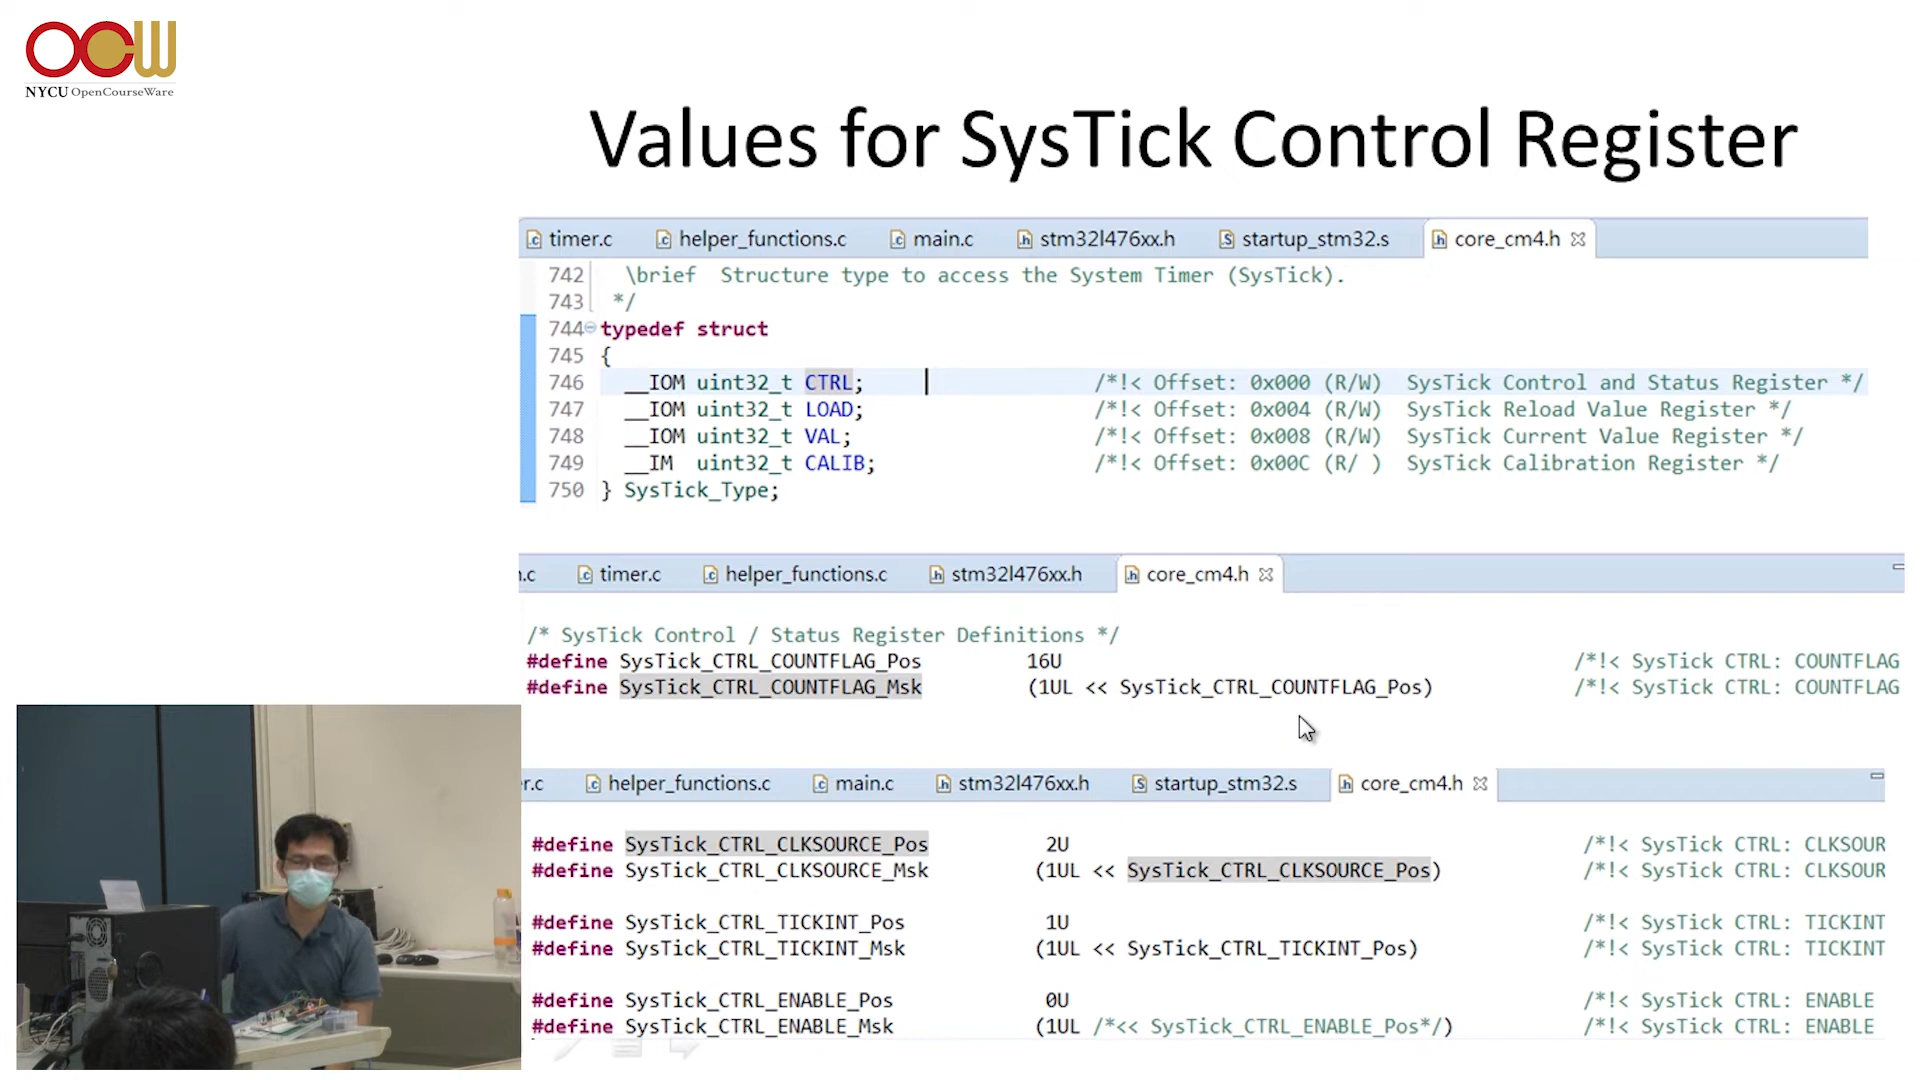 OCW
NYCU OpenCourseWare
Values for SysTick Control Register
timer.c helper_functions.c main.c stm32l476xx.h startup_stm32.s core_cm4.h
742 \brief Structure type to access the System Timer (SysTick).
743 */
744 typedef struct
745 {
746 __IOM uint32_t CTRL; /*!< Offset: 0x000 (R/W) SysTick Control and Status Register */
747 __IOM uint32_t LOAD; /*!< Offset: 0x004 (R/W) SysTick Reload Value Register */
748 __IOM uint32_t VAL; /*!< Offset: 0x008 (R/W) SysTick Current Value Register */
749 __IM uint32_t CALIB; /*!< Offset: 0x00C (R/ ) SysTick Calibration Register */
750 } SysTick_Type;
.c timer.c helper_functions.c stm32l476xx.h core_cm4.h
/* SysTick Control / Status Register Definitions */
#define SysTick_CTRL_COUNTFLAG_Pos 16U /*!< SysTick CTRL: COUNTFLAG
#define SysTick_CTRL_COUNTFLAG_Msk (1UL << SysTick_CTRL_COUNTFLAG_Pos) /*!< SysTick CTRL: COUNTFLAG
r.c helper_functions.c main.c stm32l476xx.h startup_stm32.s core_cm4.h
#define SysTick_CTRL_CLKSOURCE_Pos 2U /*!< SysTick CTRL: CLKSOUR
#define SysTick_CTRL_CLKSOURCE_Msk (1UL << SysTick_CTRL_CLKSOURCE_Pos) /*!< SysTick CTRL: CLKSOUR
#define SysTick_CTRL_TICKINT_Pos 1U /*!< SysTick CTRL: TICKINT
#define SysTick_CTRL_TICKINT_Msk (1UL << SysTick_CTRL_TICKINT_Pos) /*!< SysTick CTRL: TICKINT
#define SysTick_CTRL_ENABLE_Pos 0U /*!< SysTick CTRL: ENABLE
#define SysTick_CTRL_ENABLE_Msk (1UL /*<< SysTick_CTRL_ENABLE_Pos*/) /*!< SysTick CTRL: ENABLE